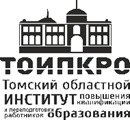 ТОИПКРО
Томский областной
ИНСТИТУТ повышения квалификации
и переподготовки работников образования